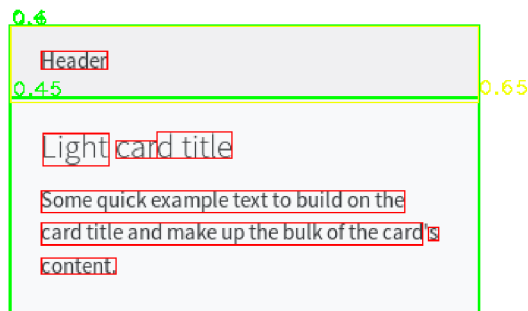 0.4
Header
0.45
0.65
Light card title
Some quick example text to build on the
card title and make up the bulk of the card's
content.